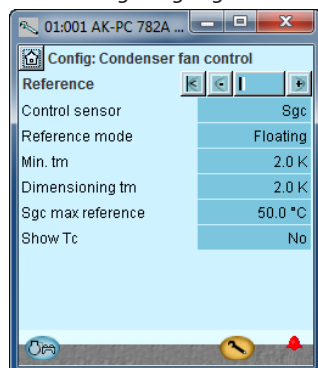 01:001 AK-PC 782A ...
Config: Condenser fan control
Reference
Control sensor Sgc
Reference mode Floating
Min. tm 2.0 K
Dimensioning tm 2.0 K
Sgc max reference 50.0 °C
Show Tc No